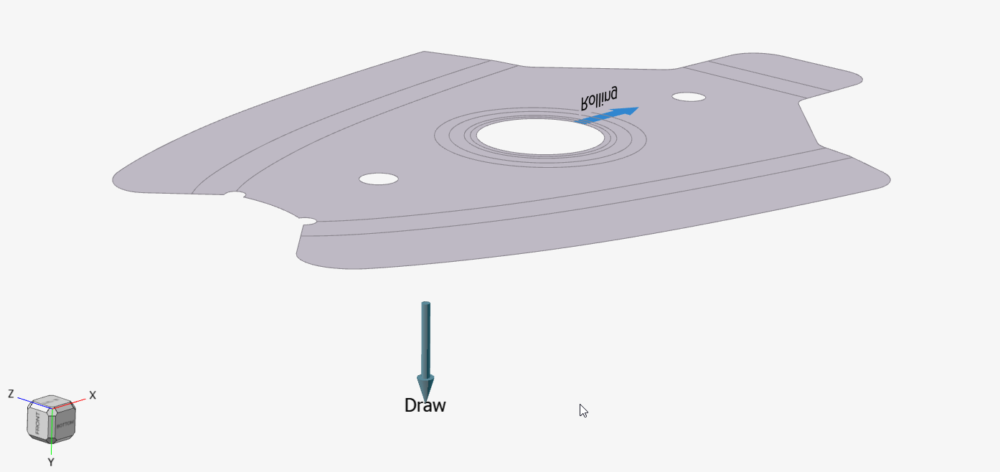 Rolling
Draw
Z
X
FRONT
BOTTOM
Y